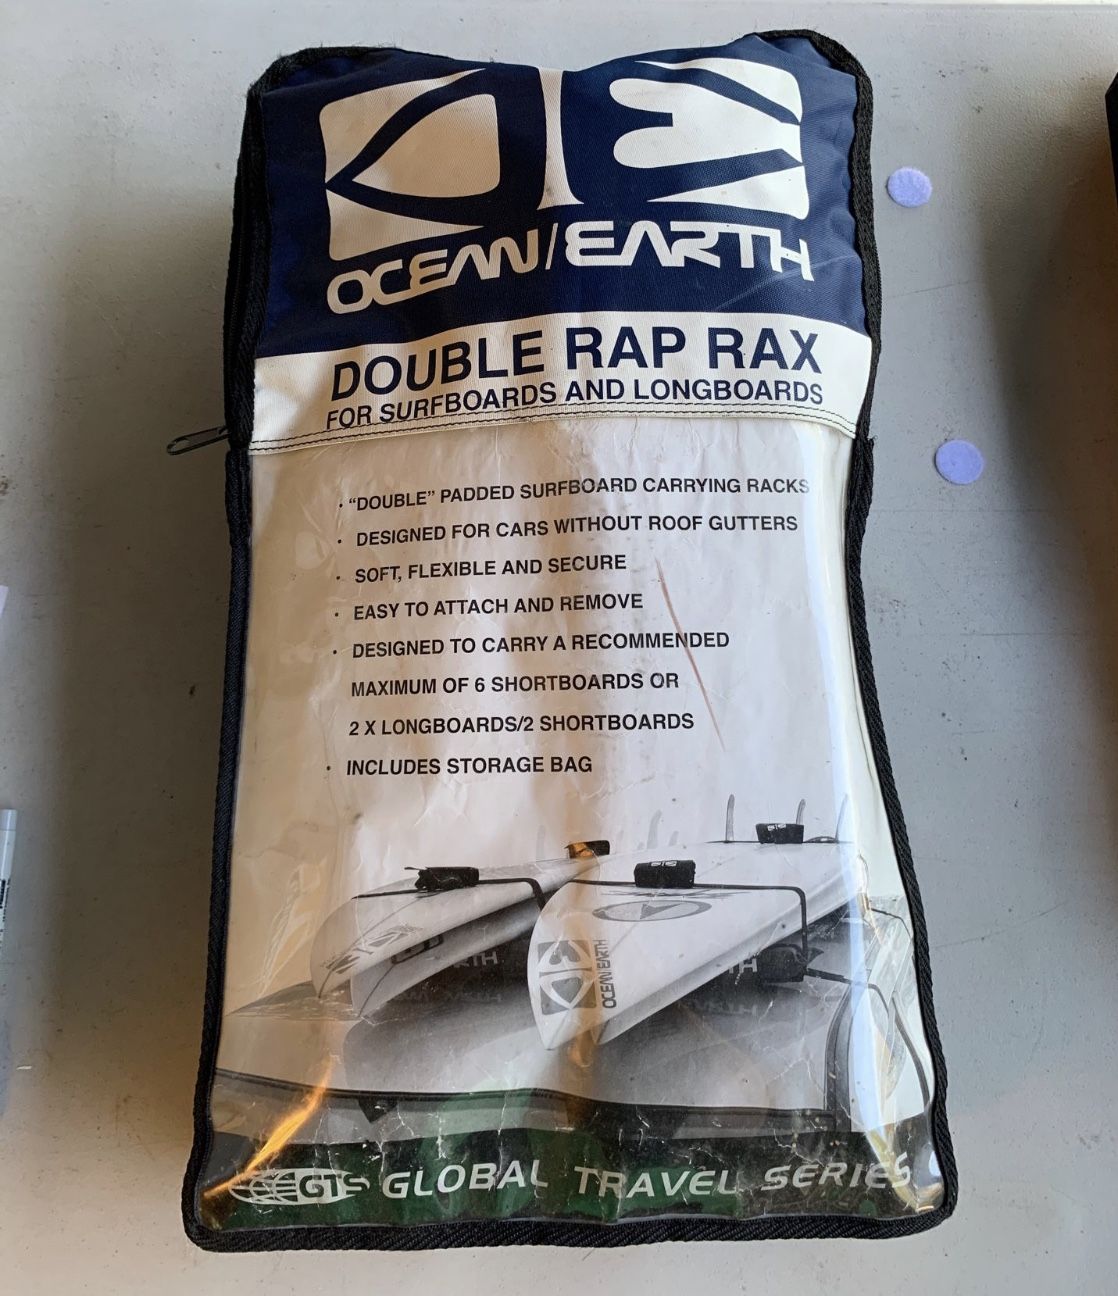 OCEAN/EARTH
DOUBLE RAP RAX
FOR SURFBOARDS AND LONGBOARDS
· "DOUBLE" PADDED SURFBOARD CARRYING RACKS
· DESIGNED FOR CARS WITHOUT ROOF GUTTERS
· SOFT, FLEXIBLE AND SECURE
· EASY TO ATTACH AND REMOVE
· DESIGNED TO CARRY A RECOMMENDED
MAXIMUM OF 6 SHORTBOARDS OR
2 X LONGBOARDS/2 SHORTBOARDS
· INCLUDES STORAGE BAG
OCEAN/EARTH
GTS GLOBAL TRAVEL SERIES